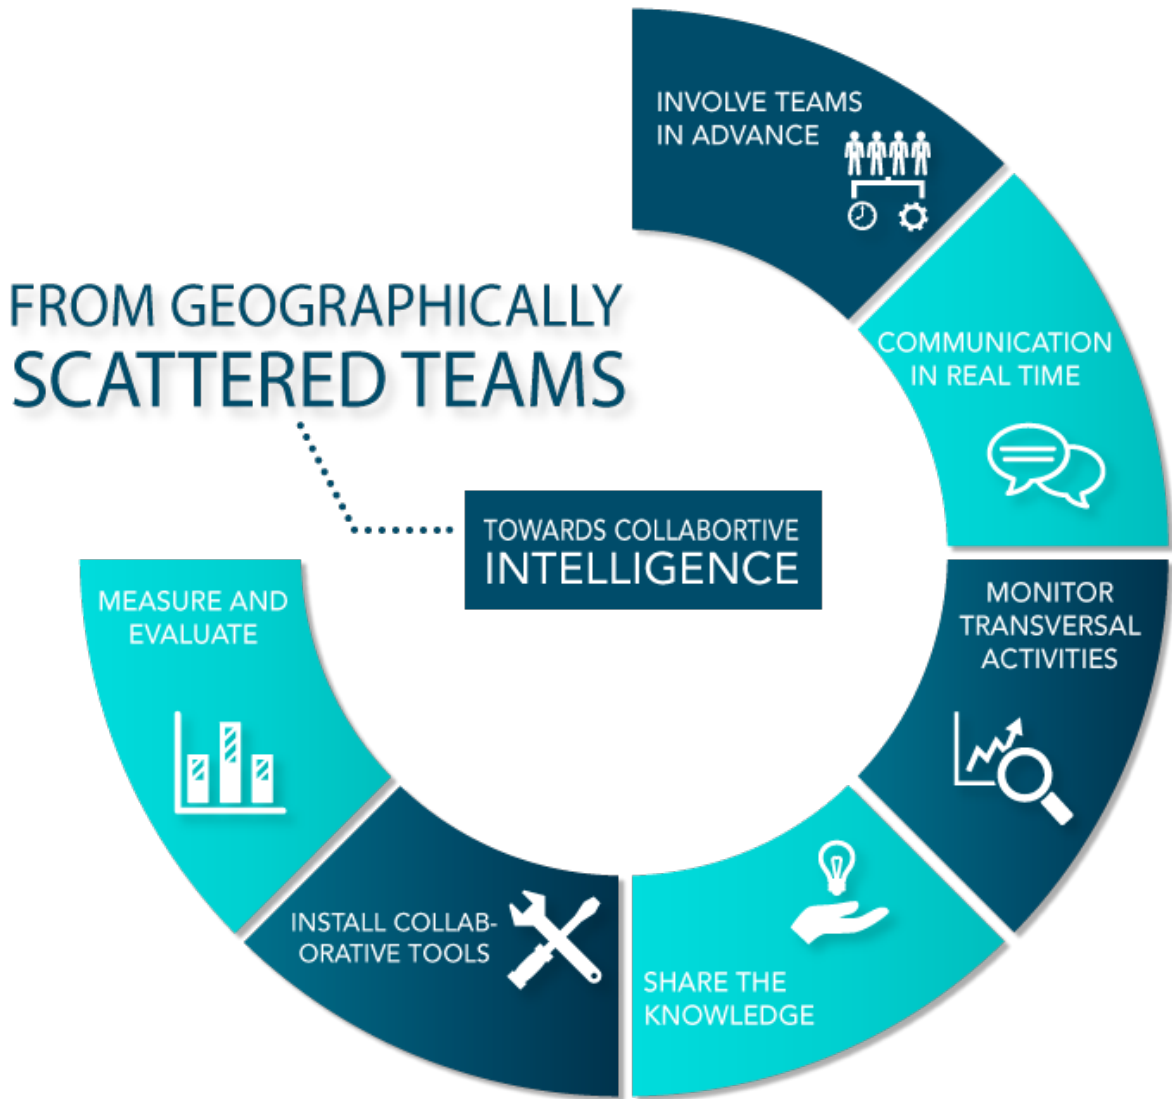 FROM GEOGRAPHICALLY
SCATTERED TEAMS
TOWARDS COLLABORTIVE
INTELLIGENCE
INVOLVE TEAMS
IN ADVANCE
COMMUNICATION
IN REAL TIME
MONITOR
TRANSVERSAL
ACTIVITIES
SHARE THE
KNOWLEDGE
INSTALL COLLAB-
ORATIVE TOOLS
MEASURE AND
EVALUATE